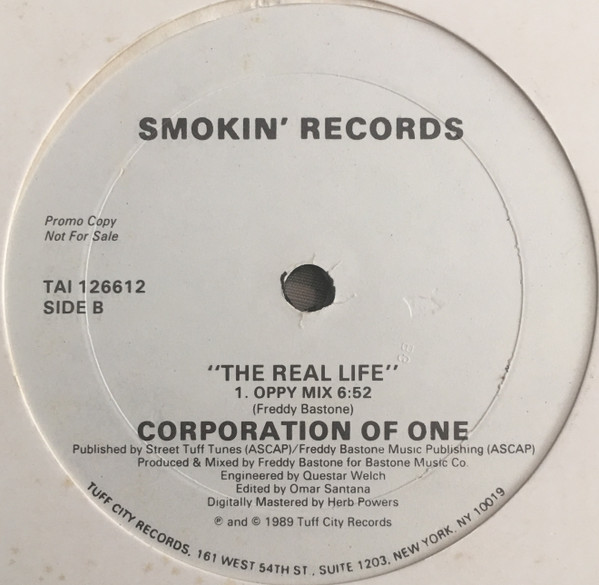 SMOKIN' RECORDS
Promo Copy
Not For Sale
TAI 126612
SIDE B
"THE REAL LIFE"
1. OPPY MIX 6:52
(Freddy Bastone)
CORPORATION OF ONE
Published by Street Tuff Tunes (ASCAP)/Freddy Bastone Music Publishing (ASCAP)
Produced & Mixed by Freddy Bastone for Bastone Music Co.
Engineered by Questar Welch
Edited by Omar Santana
Digitally Mastered by Herb Powers
℗ and © 1989 Tuff City Records
TUFF CITY RECORDS, 161 WEST 54TH ST., SUITE 1203, NEW YORK, NY 10019